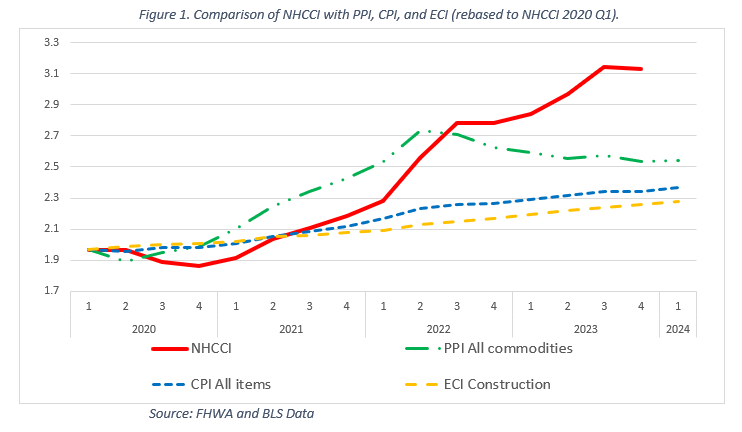 Figure 1. Comparison of NHCCI with PPI, CPI, and ECI (rebased to NHCCI 2020 Q1).
3.3
3.1
2.9
2.7
2.5
2.3
2.1
1.9
1.7
1 2 3 4 1 2 3 4 1 2 3 4 1 2 3 4 1
2020 2021 2022 2023 2024
NHCCI PPI All commodities
CPI All items ECI Construction
Source: FHWA and BLS Data